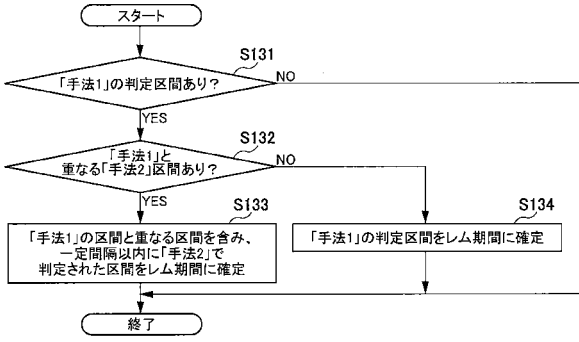 スタート
S131
「手法1」の判定区間あり?
NO
YES
S132
「手法1」と
重なる「手法2」区間あり?
NO
YES
S133
「手法1」の区間と重なる区間を含み、
一定間隔以内に「手法2」で
判定された区間をレム期間に確定
S134
「手法1」の判定区間をレム期間に確定
終了